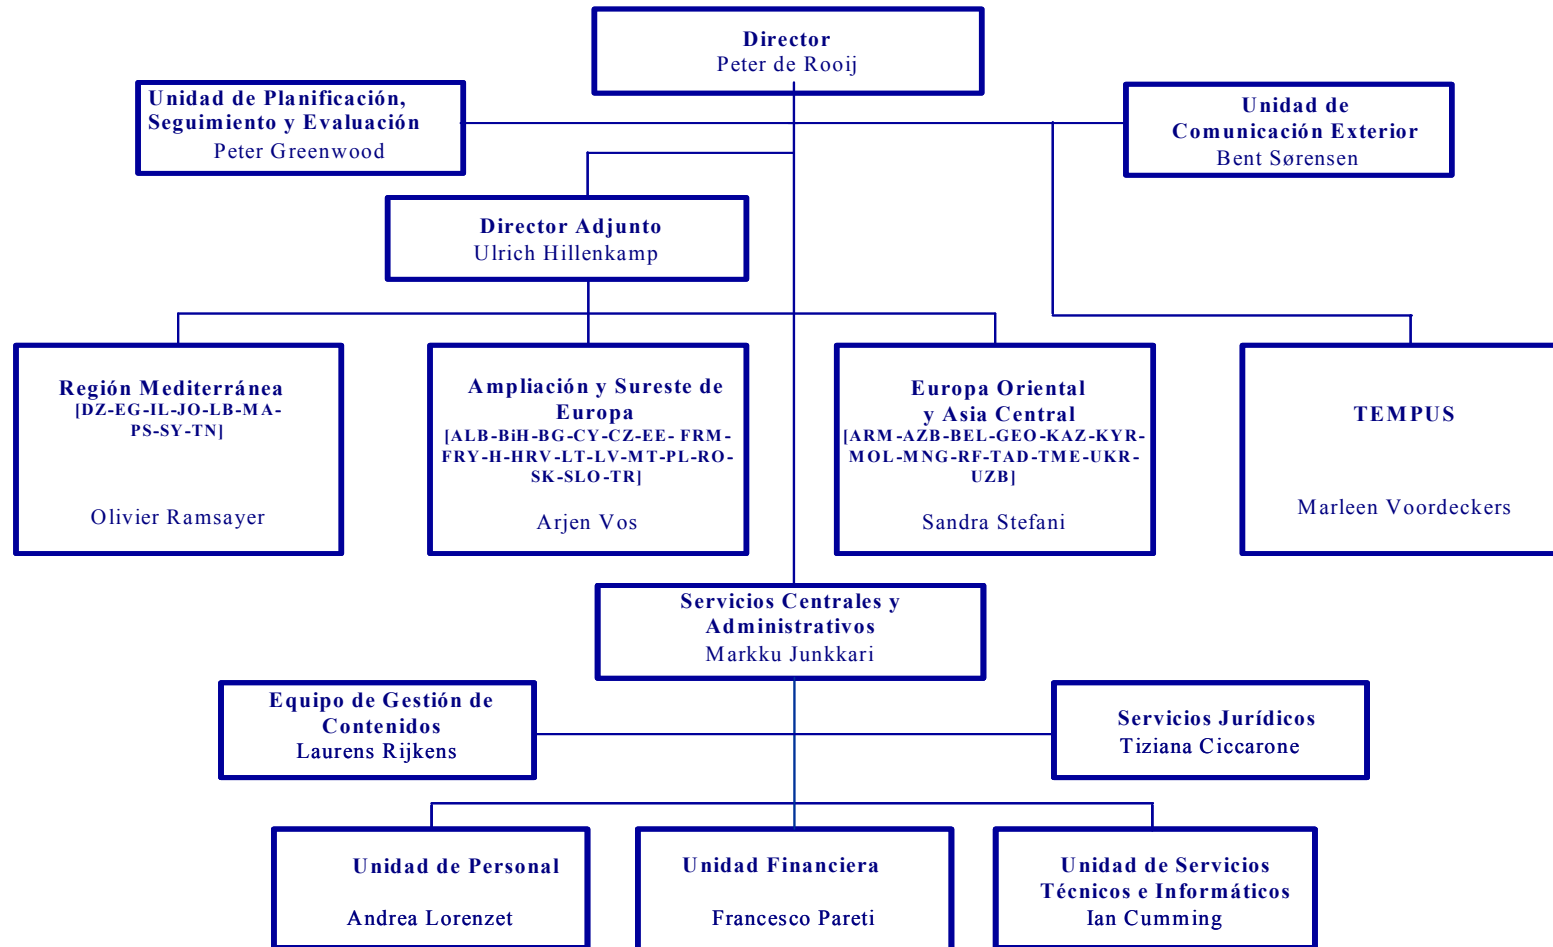 Director
Peter de Rooij
Unidad de Planificación,
Seguimiento y Evaluación
Peter Greenwood
Unidad de
Comunicación Exterior
Bent Sørensen
Director Adjunto
Ulrich Hillenkamp
Región Mediterránea
[DZ-EG-IL-JO-LB-MA-
PS-SY-TN]
Olivier Ramsayer
Ampliación y Sureste de
Europa
[ALB-BiH-BG-CY-CZ-EE- FRM-
FRY-H-HRV-LT-LV-MT-PL-RO-
SK-SLO-TR]
Arjen Vos
Europa Oriental
y Asia Central
[ARM-AZB-BEL-GEO-KAZ-KYR-
MOL-MNG-RF-TAD-TME-UKR-
UZB]
Sandra Stefani
TEMPUS
Marleen Voordeckers
Servicios Centrales y
Administrativos
Markku Junkkari
Equipo de Gestión de
Contenidos
Laurens Rijkens
Servicios Jurídicos
Tiziana Ciccarone
Unidad de Personal
Andrea Lorenzet
Unidad Financiera
Francesco Pareti
Unidad de Servicios
Técnicos e Informáticos
Ian Cumming